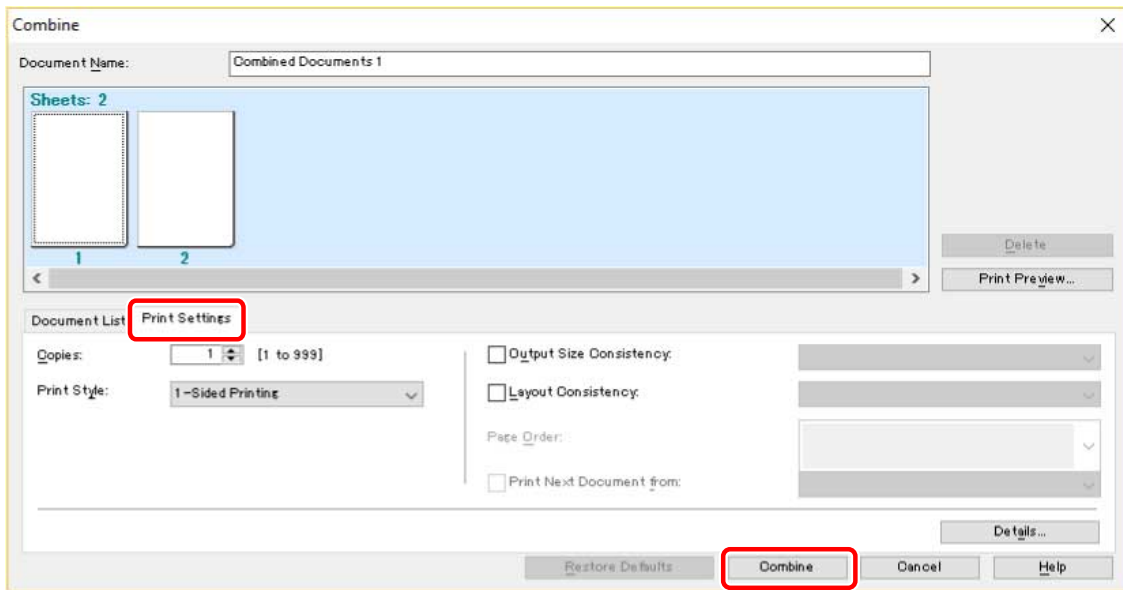 Combine
Document Name: Combined Documents 1
Sheets: 2
1 2
Delete
Print Preview...
Document List Print Settings
Copies: 1 [1 to 999]
Output Size Consistency:
Print Style: 1-Sided Printing
Layout Consistency:
Page Order:
Print Next Document from:
Details...
Restore Defaults Combine Cancel Help